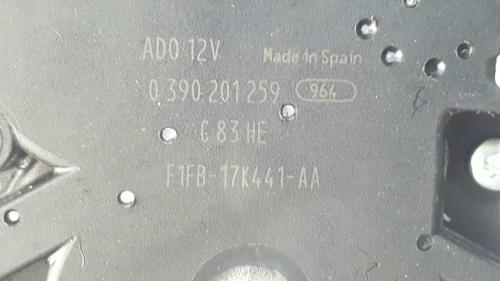 ADO 12V Made in Spain
0 390 201 259 964
C 83 HE
F1FB-17K441-AA